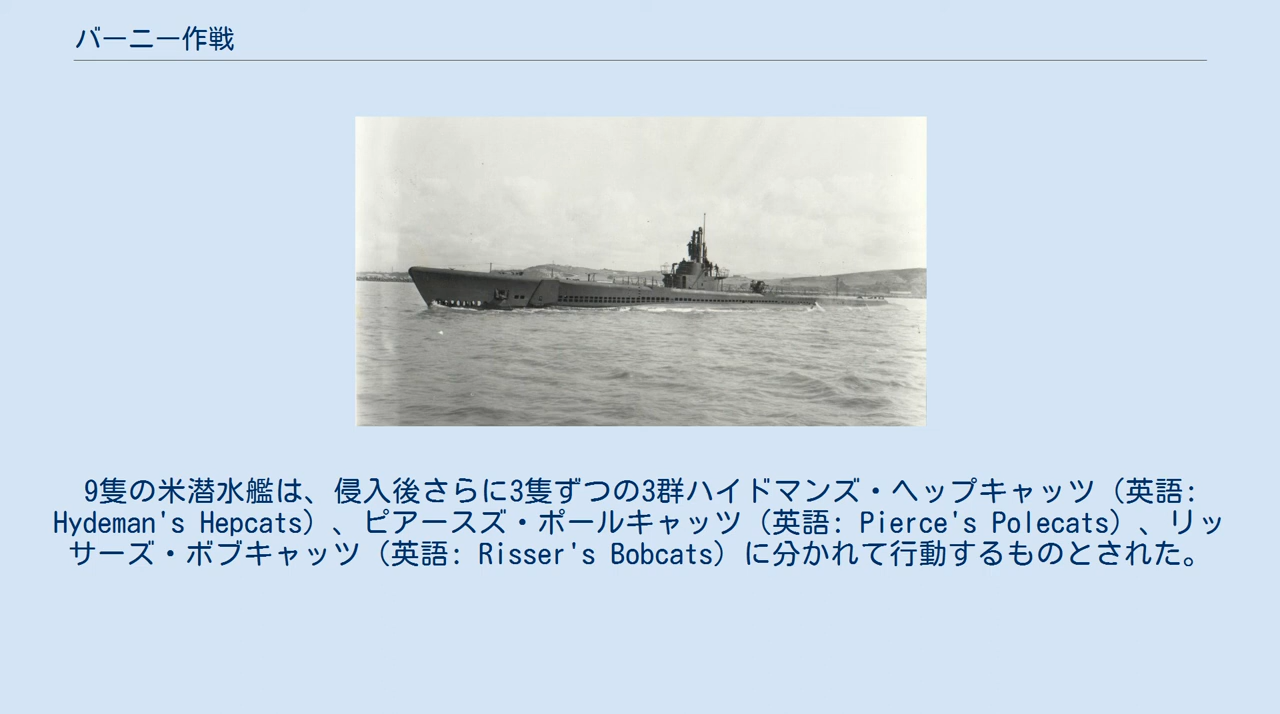 バーニー作戦
9隻の米潜水艦は、侵入後さらに3隻ずつの3群ハイドマンズ・ヘップキャッツ（英語:
Hydeman's Hepcats）、ピアースズ・ポールキャッツ（英語: Pierce's Polecats）、リッ
サーズ・ボブキャッツ（英語: Risser's Bobcats）に分かれて行動するものとされた。